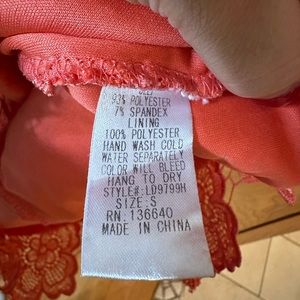 93% POLYESTER
7% SPANDEX
LINING
100% POLYESTER
HAND WASH COLD
WATER SEPARATELY
COLOR WILL BLEED
HANG TO DRY
STYLE#:LD9799H
SIZE:S
RN: 136640
MADE IN CHINA